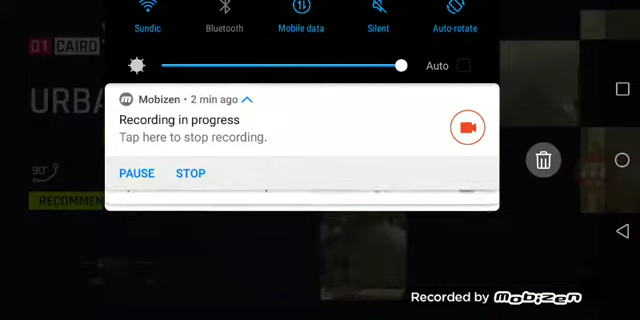 Sundic
Bluetooth
Mobile data
Silent
Auto-rotate
01 CAIRO
Auto
URBA
m Mobizen • 2 min ago
Recording in progress
Tap here to stop recording.
90°
PAUSE STOP
RECOMMEN
Recorded by mobizen